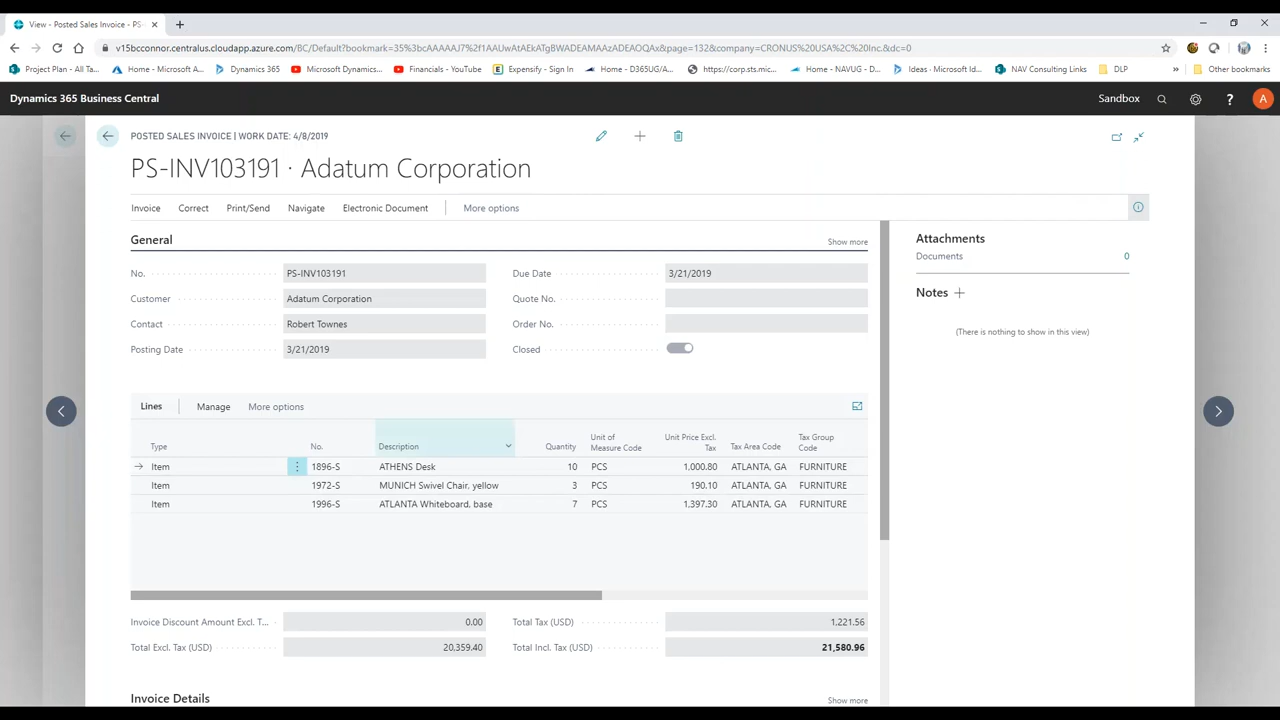 View - Posted Sales Invoice - PS-
v15bcconnor.centralus.cloudapp.azure.com/BC/Default?bookmark=35%3bcAAAAAJ7%2f1AAUwAtAEkATgBWADEAMAAzADEAOQAx&page=132&company=CRONUS%20USA%2C%20Inc.&dc=0
Project Plan - All Ta... Home - Microsoft A... Dynamics 365 Microsoft Dynamic... Financials - YouTube Expensify - Sign In Home - D365UG/A... https://corp.sts.mic... Home - NAVUG - D... Ideas · Microsoft Id... NAV Consulting Links DLP » Other bookmarks
Dynamics 365 Business Central Sandbox ? A
POSTED SALES INVOICE | WORK DATE: 4/8/2019
PS-INV103191 · Adatum Corporation
Invoice Correct Print/Send Navigate Electronic Document More options
General Show more
No. PS-INV103191 Due Date 3/21/2019
Customer Adatum Corporation Quote No.
Contact Robert Townes Order No.
Posting Date 3/21/2019 Closed
Attachments
Documents 0
Notes
(There is nothing to show in this view)
Lines Manage More options
Type No. Description Quantity Unit of Measure Code Unit Price Excl. Tax Tax Area Code Tax Group Code
Item 1896-S ATHENS Desk 10 PCS 1,000.80 ATLANTA, GA FURNITURE
Item 1972-S MUNICH Swivel Chair, yellow 3 PCS 190.10 ATLANTA, GA FURNITURE
Item 1996-S ATLANTA Whiteboard, base 7 PCS 1,397.30 ATLANTA, GA FURNITURE
Invoice Discount Amount Excl. T... 0.00 Total Tax (USD) 1,221.56
Total Excl. Tax (USD) 20,359.40 Total Incl. Tax (USD) 21,580.96
Invoice Details Show more